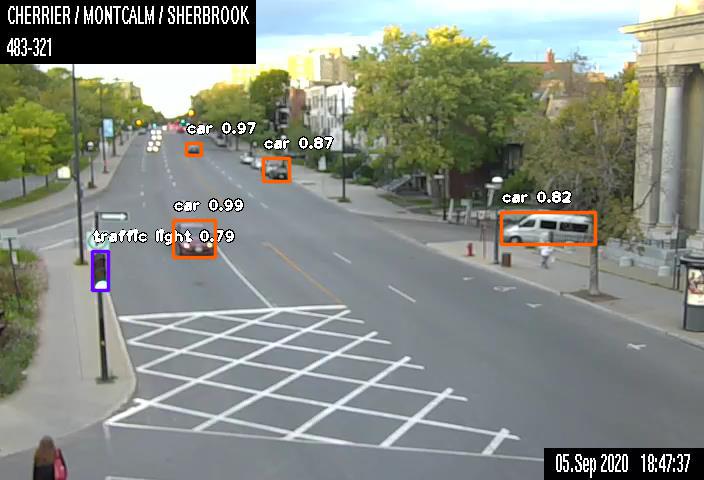 CHERRIER / MONTCALM / SHERBROOK
483-321
car 0.97
car 0.87
car 0.82
car 0.99
traffic light 0.79
05.Sep 2020 18:47:37